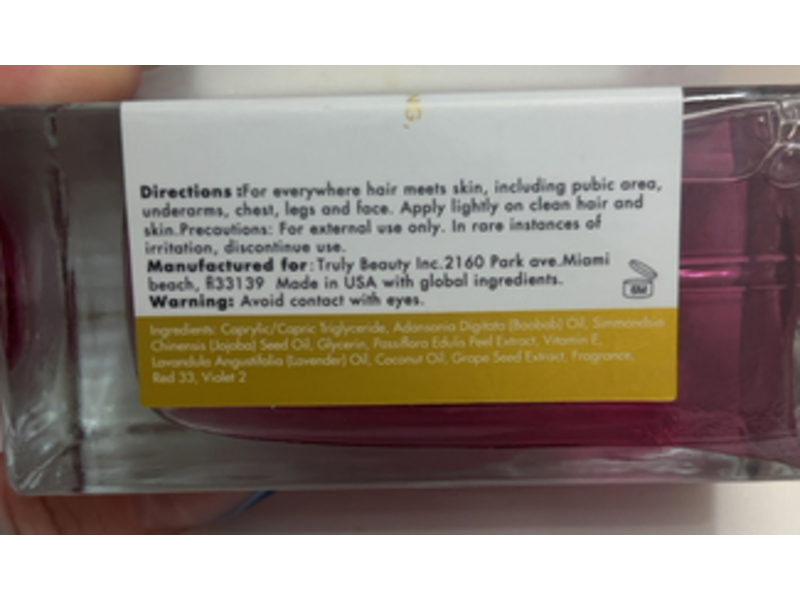 NG,
Directions :For everywhere hair meets skin, including pubic area,
underarms, chest, legs and face. Apply lightly on clean hair and
skin.Precautions: For external use only. In rare instances of
irritation, discontinue use.
Manufactured for: Truly Beauty Inc.2160 Park ave.Miami
beach, fl33139 Made in USA with global ingredients.
Warning: Avoid contact with eyes.
Ingredients: Caprylic/Capric Triglyceride, Adansonia Digitata (Baobab) Oil, Simmondsin
Chinensis (Jojoba) Seed Oil, Glycerin, Passiflora Edulis Peel Extract, Vitamin E,
Lavandula Angustifolia (Lavender) Oil, Coconut Oil, Grape Seed Extract, Fragrance,
Red 33, Violet 2